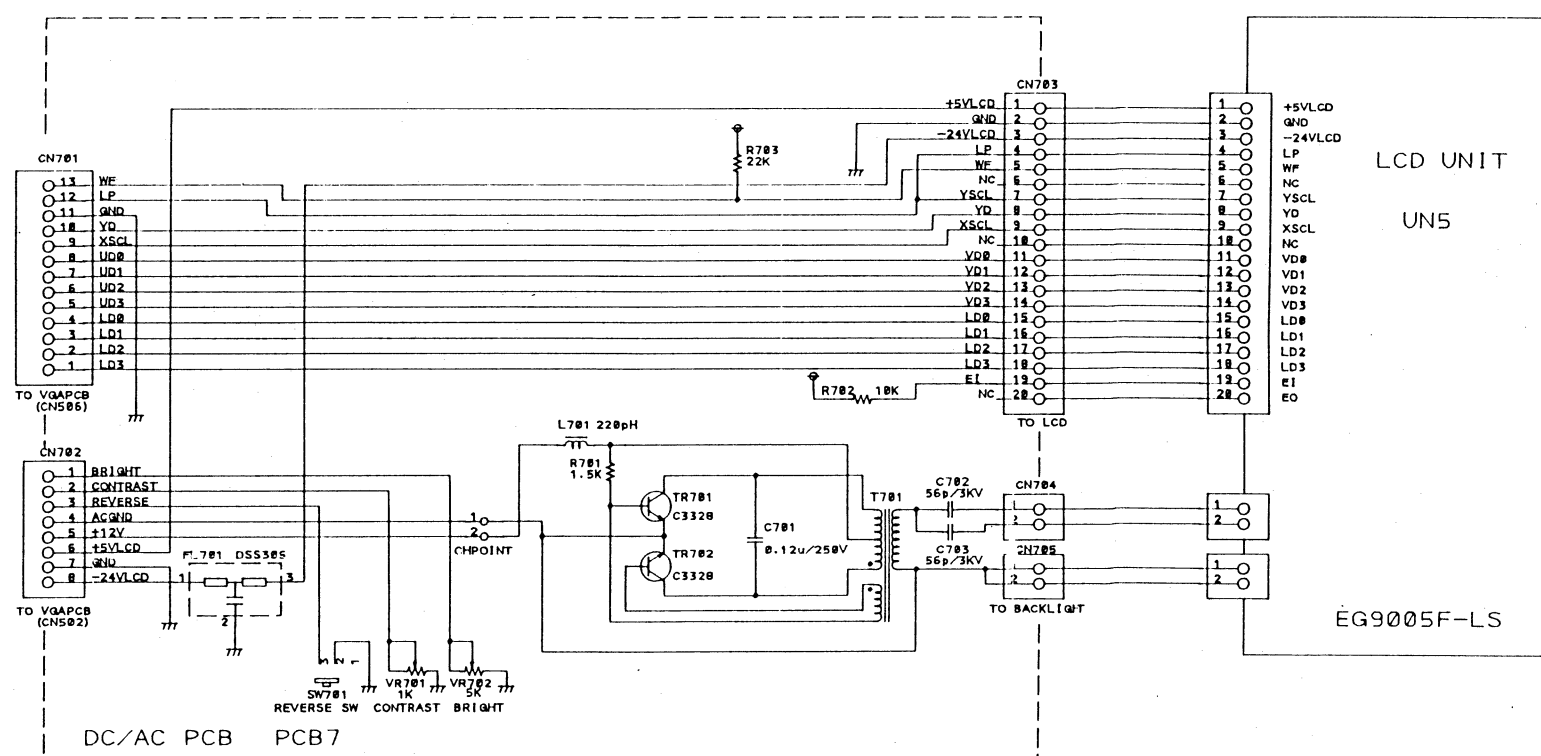 CN701
13 WF
12 LP
11 GND
10 YD
9 XSCL
8 UD0
7 UD1
6 UD2
5 UD3
4 LD0
3 LD1
2 LD2
1 LD3
TO VGAPCB
(CN506)
CN702
1 BRIGHT
2 CONTRAST
3 REVERSE
4 ACGND
5 +12V
6 +5VLCD
7 GND
8 -24VLCD
TO VGAPCB
(CN502)
FL701 DSS306
1
3
2
3 2 1
SW701
REVERSE SW
VR701
1K
CONTRAST
VR702
5K
BRIGHT
R703
22K
R702 10K
L701 220pH
R701
1.5K
1
2
CHPOINT
TR701
C3328
TR702
C3328
C701
0.12u/250V
T701
C702
56p/3KV
C703
56p/3KV
CN703
+5VLCD 1
GND 2
-24VLCD 3
LP 4
WF 5
NC 6
YSCL 7
YD 8
XSCL 9
NC 10
VD0 11
VD1 12
VD2 13
VD3 14
LD0 15
LD1 16
LD2 17
LD3 18
EI 19
NC 20
TO LCD
CN704
1
2
CN705
1
2
TO BACKLIGHT
1 +5VLCD
2 GND
3 -24VLCD
4 LP
5 WF
6 NC
7 YSCL
8 YD
9 XSCL
10 NC
11 VD0
12 VD1
13 VD2
14 VD3
15 LD0
16 LD1
17 LD2
18 LD3
19 EI
20 EO
1
2
1
2
LCD UNIT
UN5
EG9005F-LS
DC/AC PCB PCB7